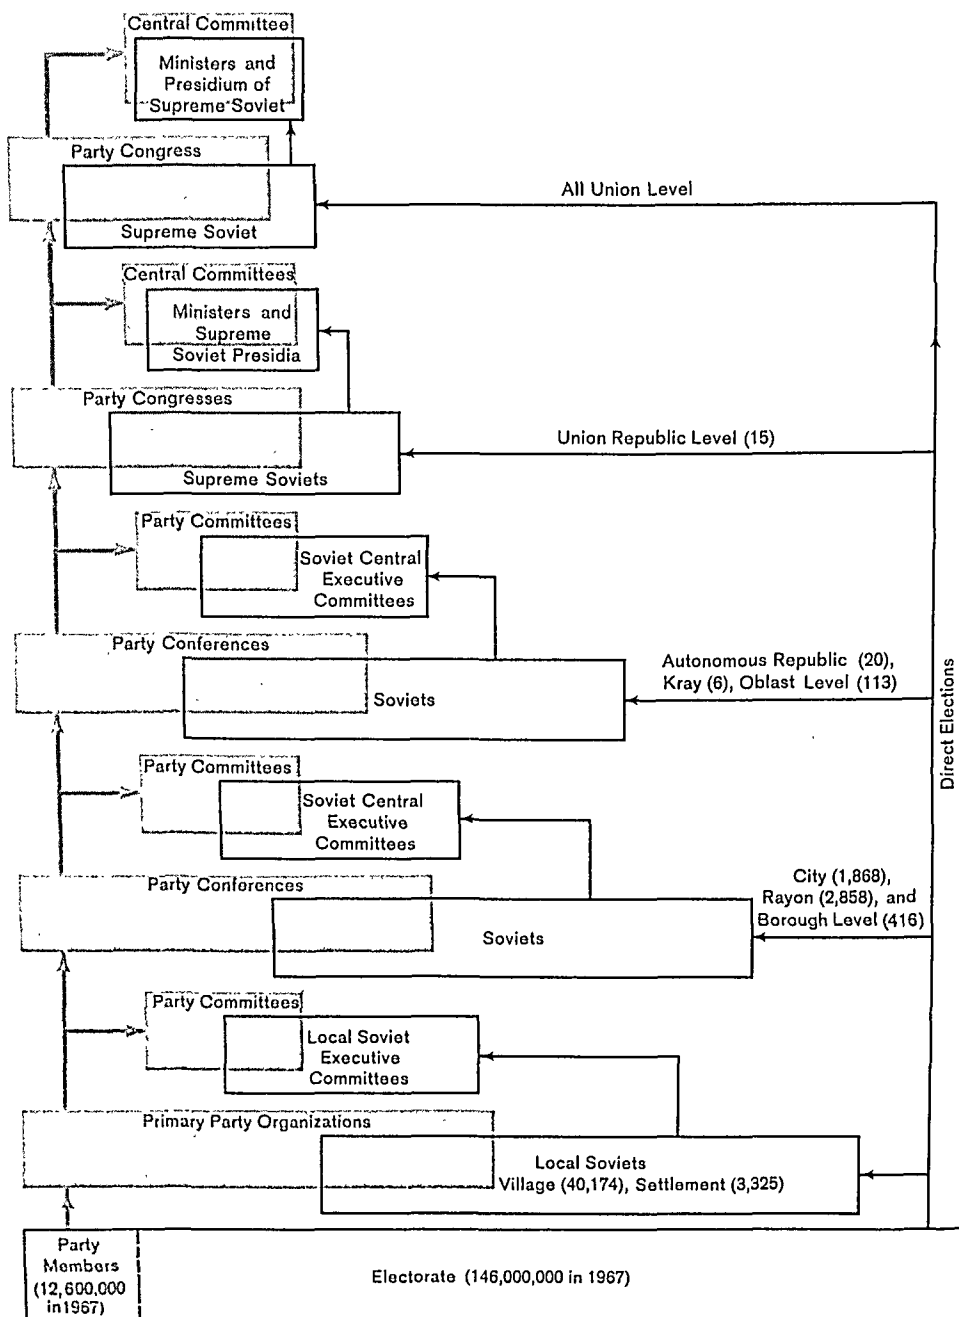 Central Committee
Ministers and
Presidium of
Supreme Soviet
Party Congress
All Union Level
Supreme Soviet
Central Committees
Ministers and
Supreme
Soviet Presidia
Party Congresses
Union Republic Level (15)
Supreme Soviets
Party Committees
Soviet Central
Executive
Committees
Party Conferences
Autonomous Republic (20),
Kray (6), Oblast Level (113)
Soviets
Direct Elections
Party Committees
Soviet Central
Executive
Committees
Party Conferences
City (1,868),
Rayon (2,858), and
Borough Level (416)
Soviets
Party Committees
Local Soviet
Executive
Committees
Primary Party Organizations
Local Soviets
Village (40,174), Settlement (3,325)
Party
Members
(12,600,000
in 1967)
Electorate (146,000,000 in 1967)